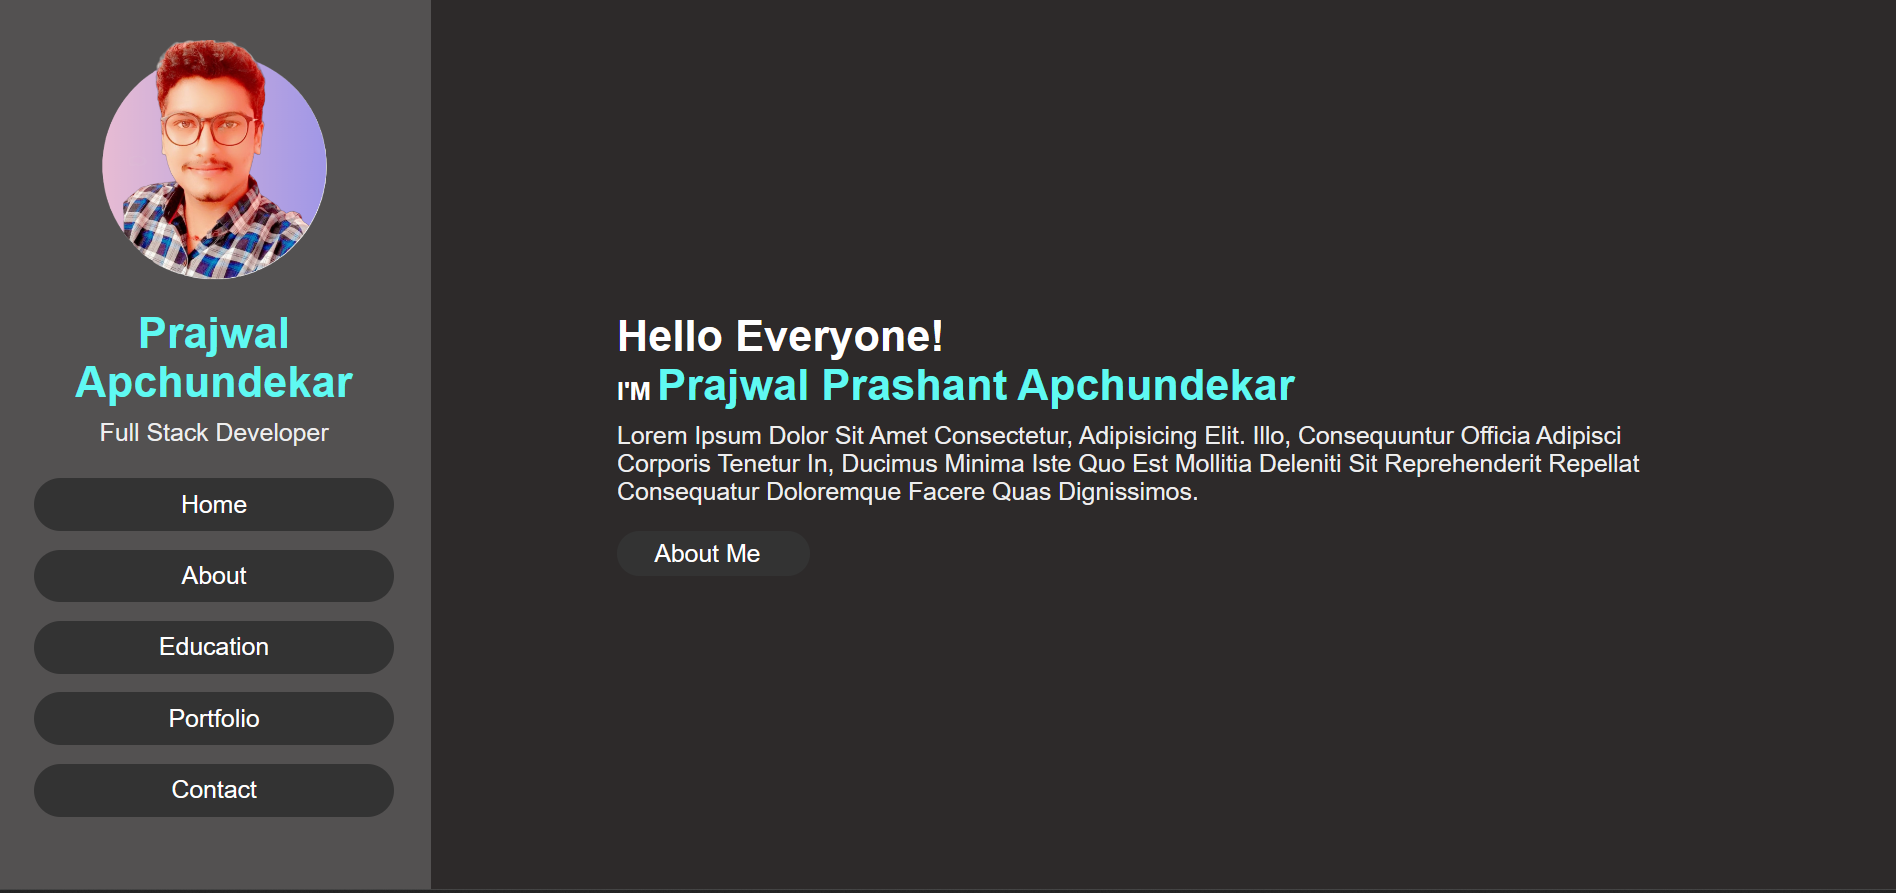 Prajwal
Apchundekar
Full Stack Developer
Home
About
Education
Portfolio
Contact
Hello Everyone!
I'M Prajwal Prashant Apchundekar
Lorem Ipsum Dolor Sit Amet Consectetur, Adipisicing Elit. Illo, Consequuntur Officia Adipisci
Corporis Tenetur In, Ducimus Minima Iste Quo Est Mollitia Deleniti Sit Reprehenderit Repellat
Consequatur Doloremque Facere Quas Dignissimos.
About Me